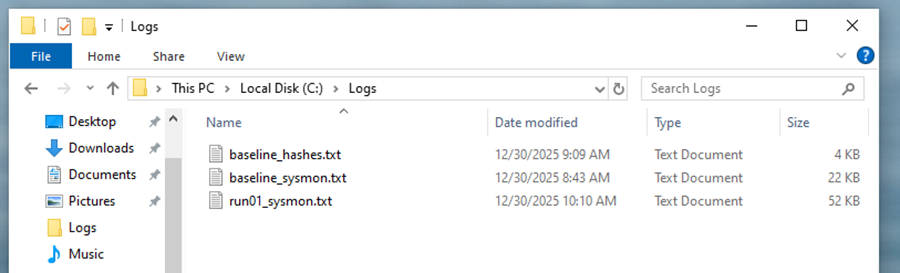 Logs
File Home Share View
This PC Local Disk (C:) Logs Search Logs
Name Date modified Type Size
Desktop
Downloads
Documents
Pictures
Logs
Music
baseline_hashes.txt 12/30/2025 9:09 AM Text Document 4 KB
baseline_sysmon.txt 12/30/2025 8:43 AM Text Document 22 KB
run01_sysmon.txt 12/30/2025 10:10 AM Text Document 52 KB